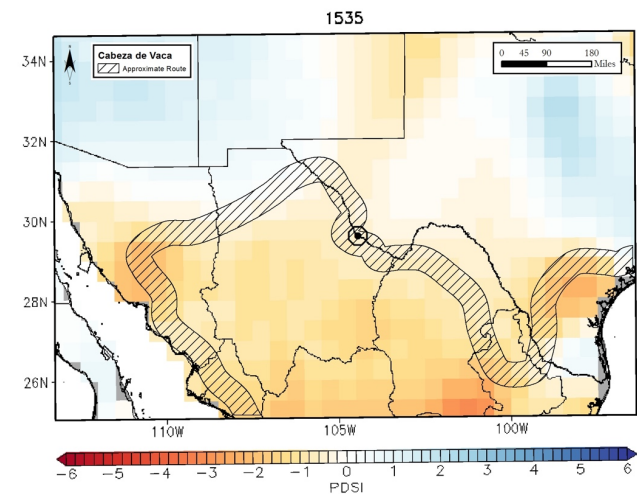 1535
34N
32N
30N
28N
26N
Cabeza de Vaca
Approximate Route
0 45 90 180
Miles
110W 105W 100W
−6 −5 −4 −3 −2 −1 0 1 2 3 4 5 6
PDSI